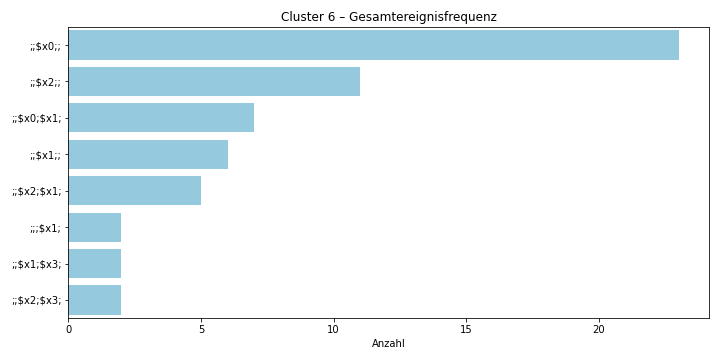 Cluster 6 – Gesamtereignisfrequenz
;;$x0;;
;;$x2;;
;;$x0;$x1;
;;$x1;;
;;$x2;$x1;
;;;$x1;
;;$x1;$x3;
;;$x2;$x3;
0 5 10 15 20
Anzahl